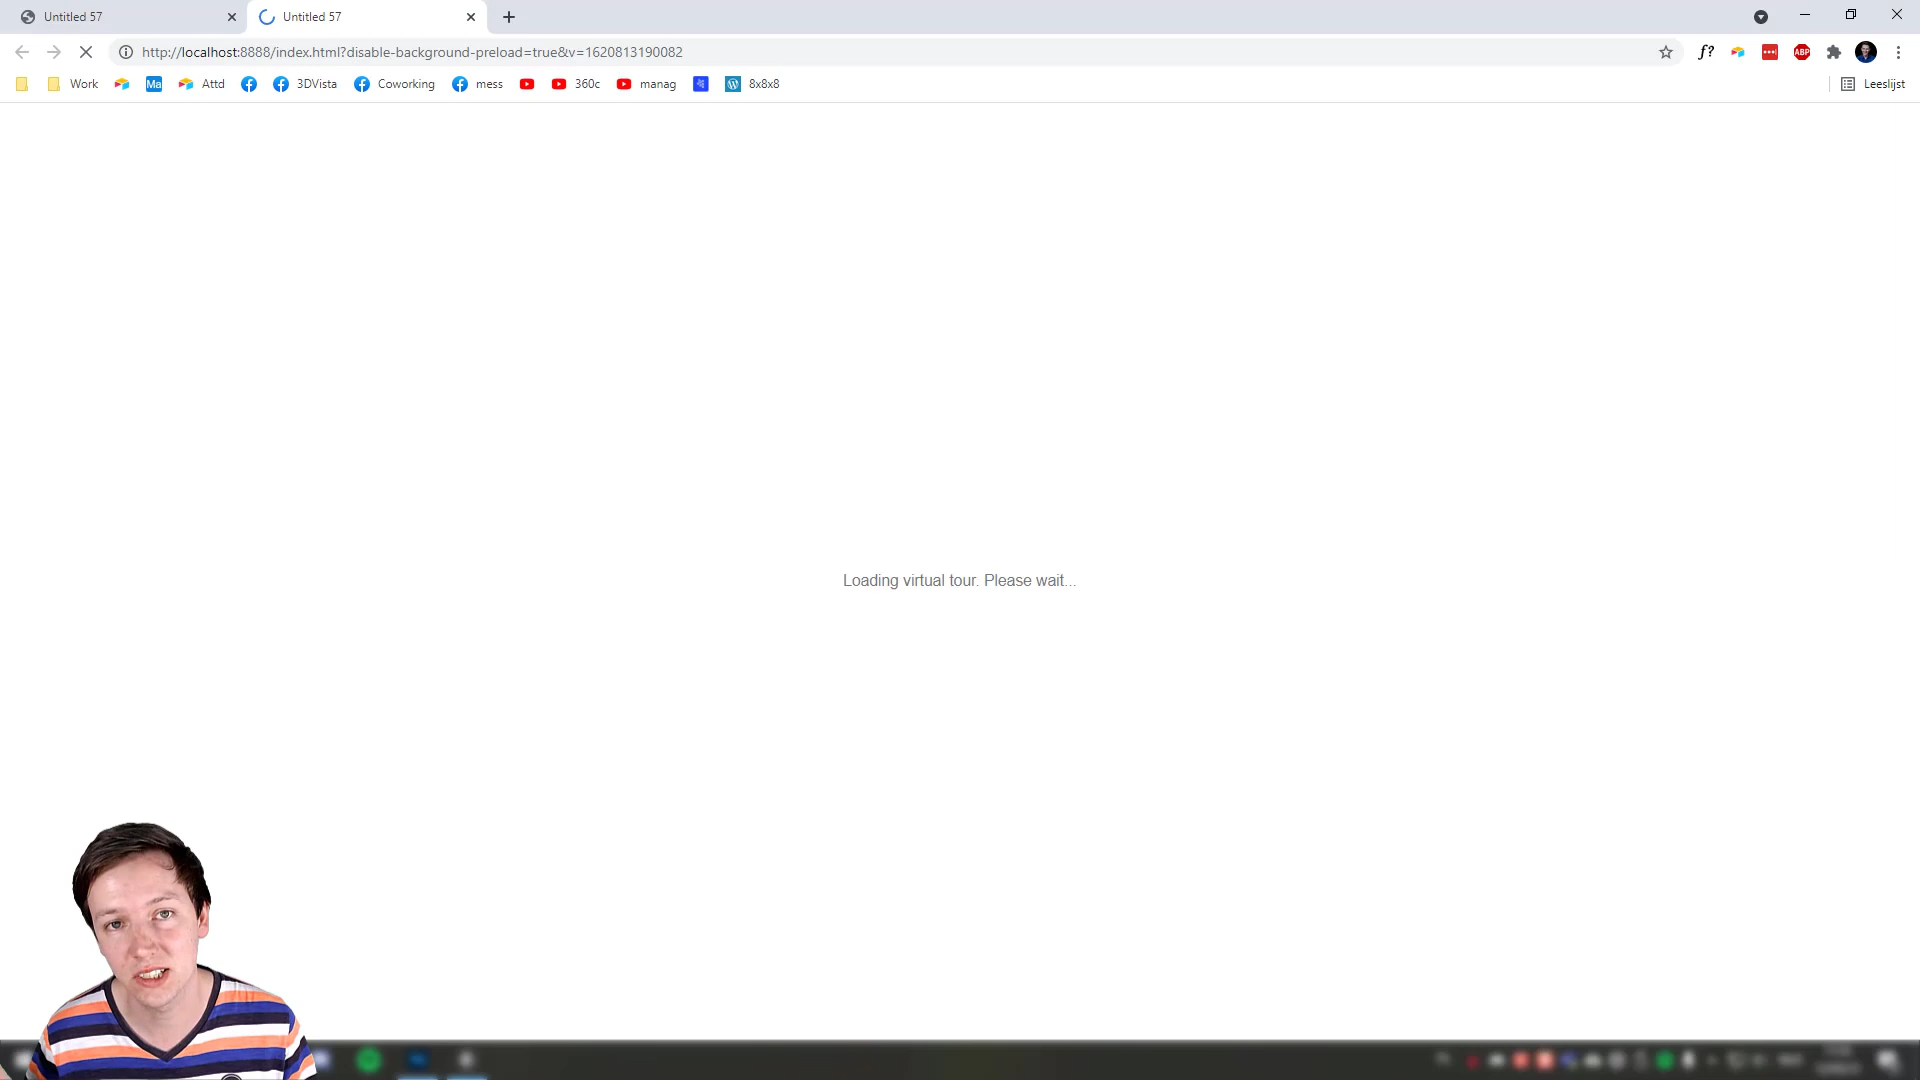 Untitled 57
Untitled 57
http://localhost:8888/index.html?disable-background-preload=true&v=1620813190082
f?
ABP
Work
Ma
Attd
3DVista
Coworking
mess
360c
manag
8x8x8
Leeslijst
Loading virtual tour. Please wait...